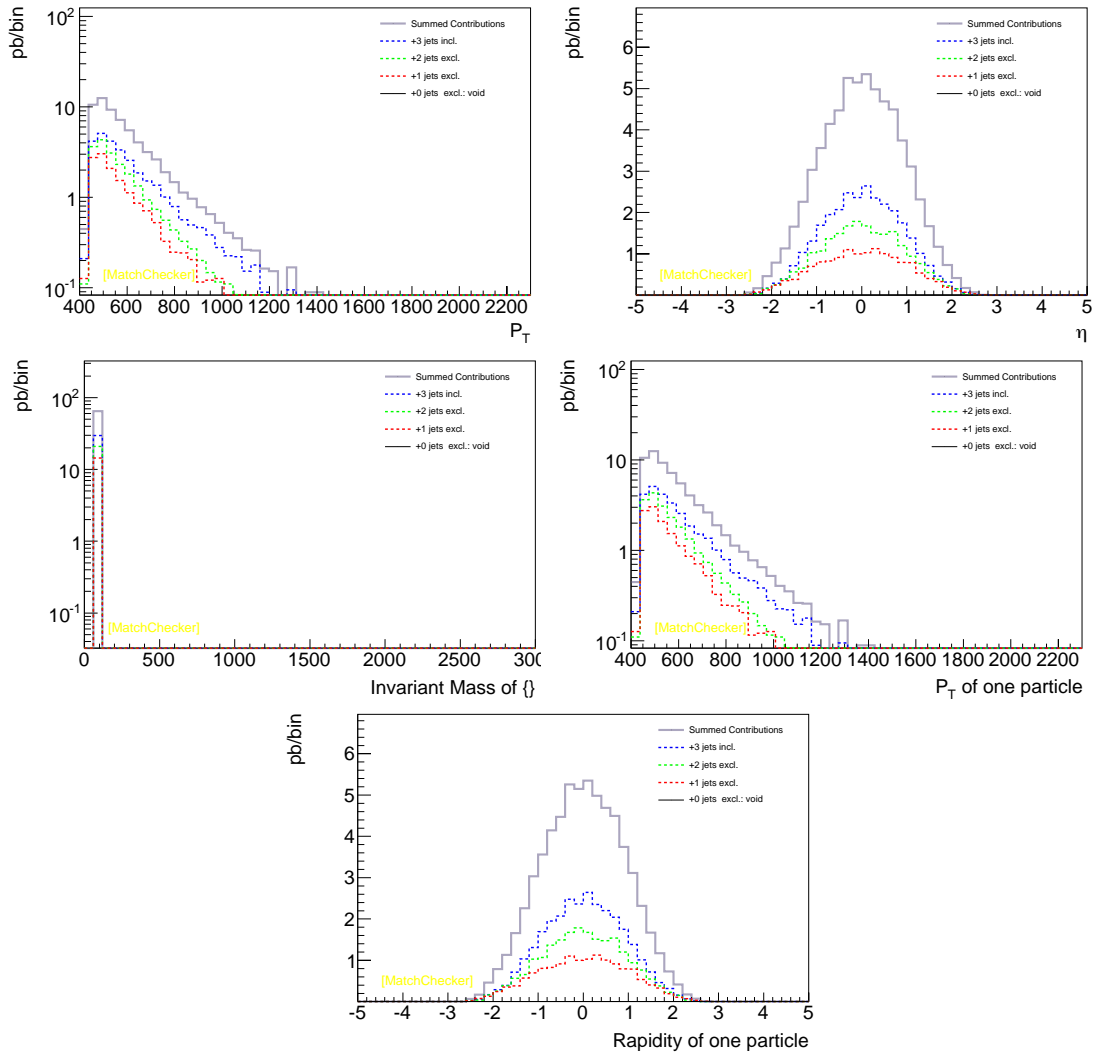 pb/bin
10²
10
1
10⁻¹
Summed Contributions
+3 jets incl.
+2 jets excl.
+1 jets excl.
+0 jets excl.: void
[MatchChecker]
400 600 800 1000 1200 1400 1600 1800 2000 2200
P_T
pb/bin
6
5
4
3
2
1
Summed Contributions
+3 jets incl.
+2 jets excl.
+1 jets excl.
+0 jets excl.: void
[MatchChecker]
-5 -4 -3 -2 -1 0 1 2 3 4 5
η
pb/bin
10²
10
1
10⁻¹
Summed Contributions
+3 jets incl.
+2 jets excl.
+1 jets excl.
+0 jets excl.: void
[MatchChecker]
0 500 1000 1500 2000 2500 3000
Invariant Mass of {}
pb/bin
10²
10
1
10⁻¹
Summed Contributions
+3 jets incl.
+2 jets excl.
+1 jets excl.
+0 jets excl.: void
[MatchChecker]
400 600 800 1000 1200 1400 1600 1800 2000 2200
P_T of one particle
pb/bin
6
5
4
3
2
1
Summed Contributions
+3 jets incl.
+2 jets excl.
+1 jets excl.
+0 jets excl.: void
[MatchChecker]
-5 -4 -3 -2 -1 0 1 2 3 4 5
Rapidity of one particle